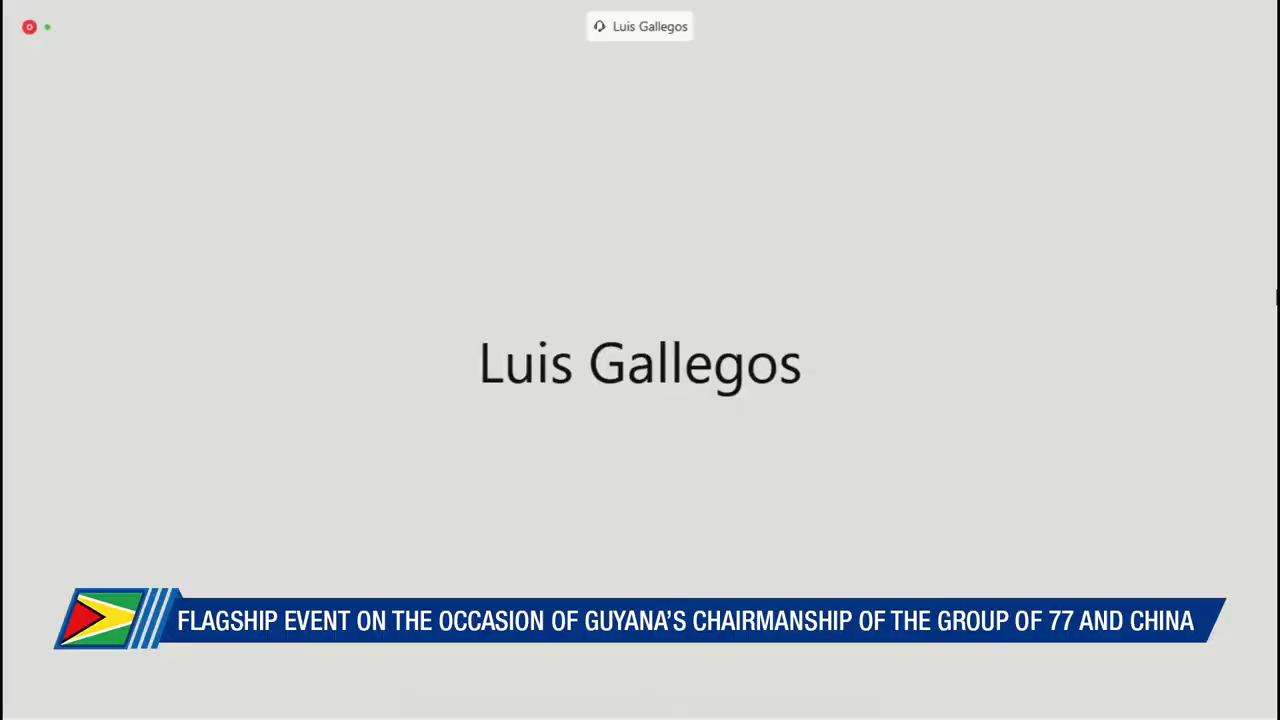 Luis Gallegos
Luis Gallegos
FLAGSHIP EVENT ON THE OCCASION OF GUYANA'S CHAIRMANSHIP OF THE GROUP OF 77 AND CHINA